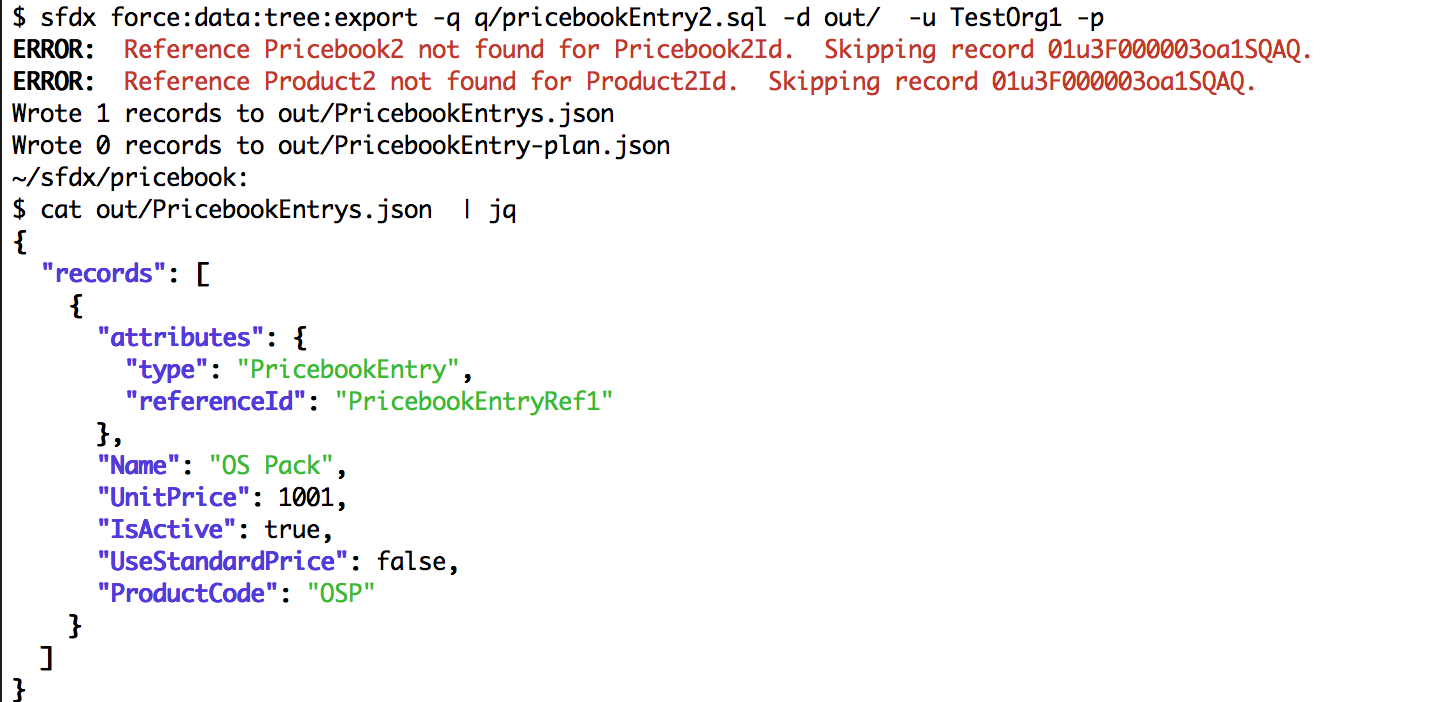 $ sfdx force:data:tree:export -q q/pricebookEntry2.sql -d out/  -u TestOrg1 -p
ERROR:  Reference Pricebook2 not found for Pricebook2Id.  Skipping record 01u3F000003oa1SQAQ.
ERROR:  Reference Product2 not found for Product2Id.  Skipping record 01u3F000003oa1SQAQ.
Wrote 1 records to out/PricebookEntrys.json
Wrote 0 records to out/PricebookEntry-plan.json
~/sfdx/pricebook:
$ cat out/PricebookEntrys.json  | jq
{
  "records": [
    {
      "attributes": {
        "type": "PricebookEntry",
        "referenceId": "PricebookEntryRef1"
      },
      "Name": "OS Pack",
      "UnitPrice": 1001,
      "IsActive": true,
      "UseStandardPrice": false,
      "ProductCode": "OSP"
    }
  ]
}